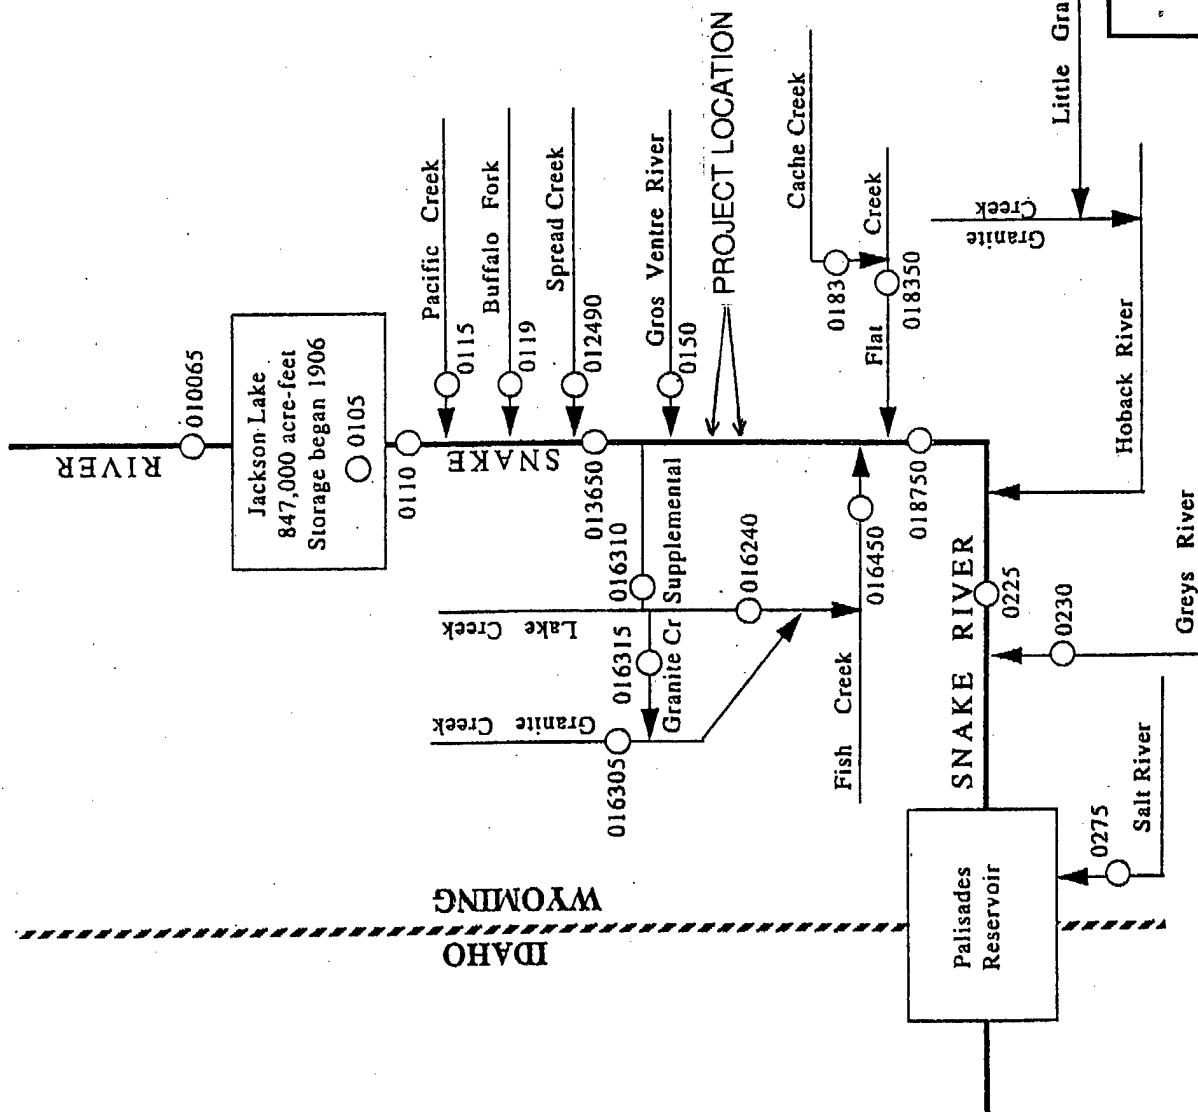 RIVER
010065
Jackson Lake
847,000 acre-feet
Storage began 1906
0105
0110
SNAKE
Pacific Creek
0115
Buffalo Fork
0119
Spread Creek
012490
013650
Gros Ventre River
0150
PROJECT LOCATION
Cache Creek
0183
Flat Creek
018350
Granite
Creek
Little Gra
Hoback River
018750
016310
Granite Cr Supplemental
016315
Lake Creek
016240
Granite Creek
016305
Fish Creek
016450
SNAKE RIVER
0225
0230
Greys River
0275
Salt River
Palisades
Reservoir
WYOMING
IDAHO